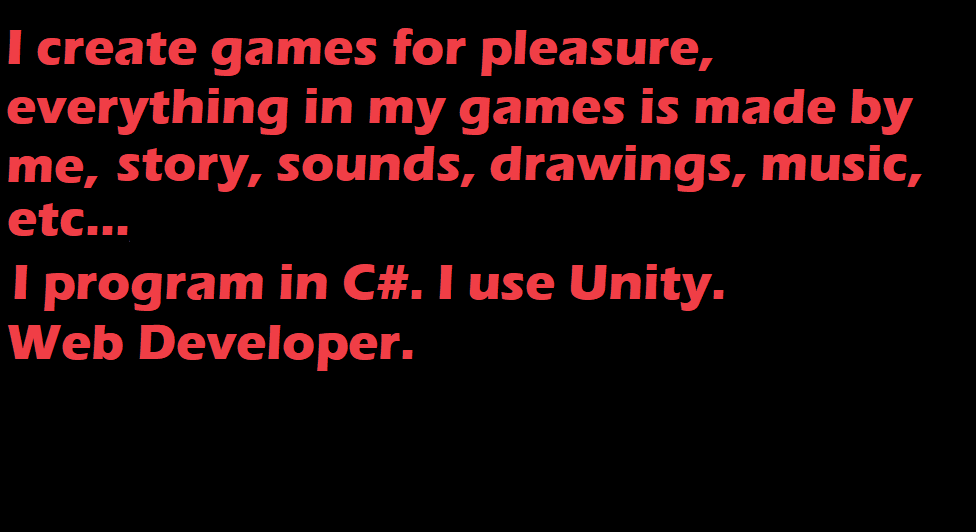 I create games for pleasure,
everything in my games is made by
me, story, sounds, drawings, music,
etc...
I program in C#. I use Unity.
Web Developer.